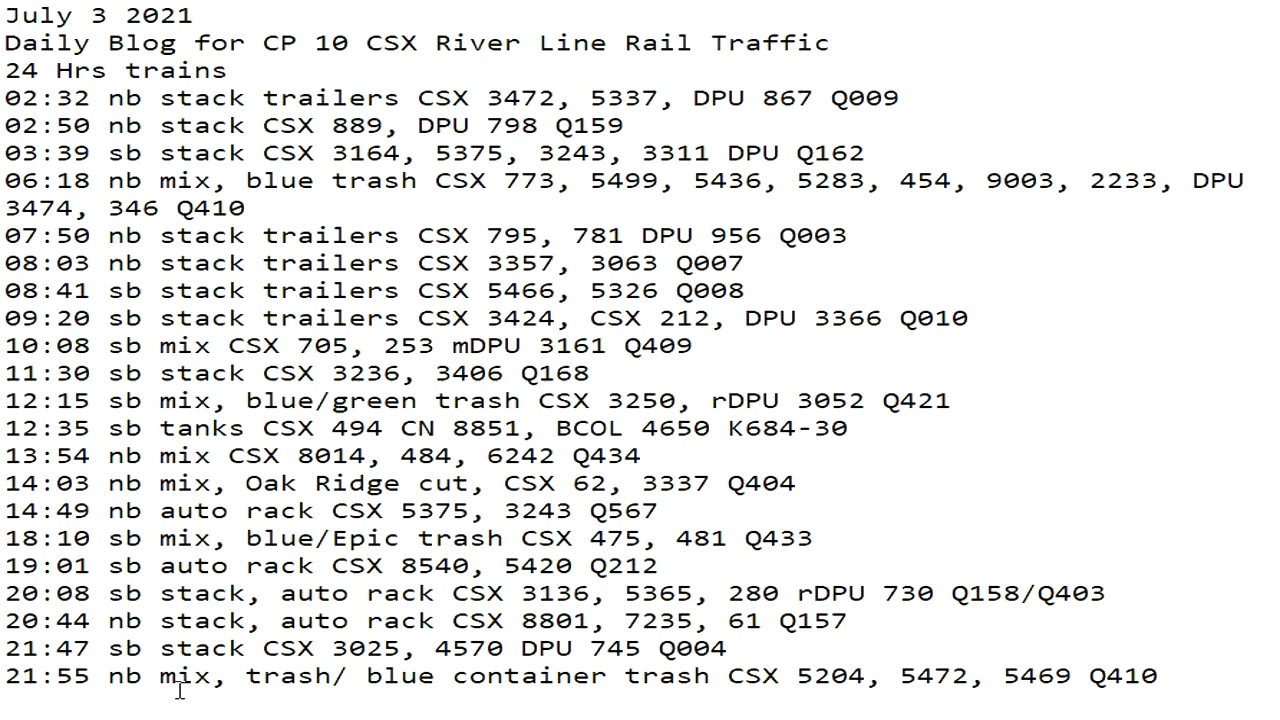 July 3 2021
Daily Blog for CP 10 CSX River Line Rail Traffic
24 Hrs trains
02:32 nb stack trailers CSX 3472, 5337, DPU 867 Q009
02:50 nb stack CSX 889, DPU 798 Q159
03:39 sb stack CSX 3164, 5375, 3243, 3311 DPU Q162
06:18 nb mix, blue trash CSX 773, 5499, 5436, 5283, 454, 9003, 2233, DPU
3474, 346 Q410
07:50 nb stack trailers CSX 795, 781 DPU 956 Q003
08:03 nb stack trailers CSX 3357, 3063 Q007
08:41 sb stack trailers CSX 5466, 5326 Q008
09:20 sb stack trailers CSX 3424, CSX 212, DPU 3366 Q010
10:08 sb mix CSX 705, 253 mDPU 3161 Q409
11:30 sb stack CSX 3236, 3406 Q168
12:15 sb mix, blue/green trash CSX 3250, rDPU 3052 Q421
12:35 sb tanks CSX 494 CN 8851, BCOL 4650 K684-30
13:54 nb mix CSX 8014, 484, 6242 Q434
14:03 nb mix, Oak Ridge cut, CSX 62, 3337 Q404
14:49 nb auto rack CSX 5375, 3243 Q567
18:10 sb mix, blue/Epic trash CSX 475, 481 Q433
19:01 sb auto rack CSX 8540, 5420 Q212
20:08 sb stack, auto rack CSX 3136, 5365, 280 rDPU 730 Q158/Q403
20:44 nb stack, auto rack CSX 8801, 7235, 61 Q157
21:47 sb stack CSX 3025, 4570 DPU 745 Q004
21:55 nb mix, trash/ blue container trash CSX 5204, 5472, 5469 Q410